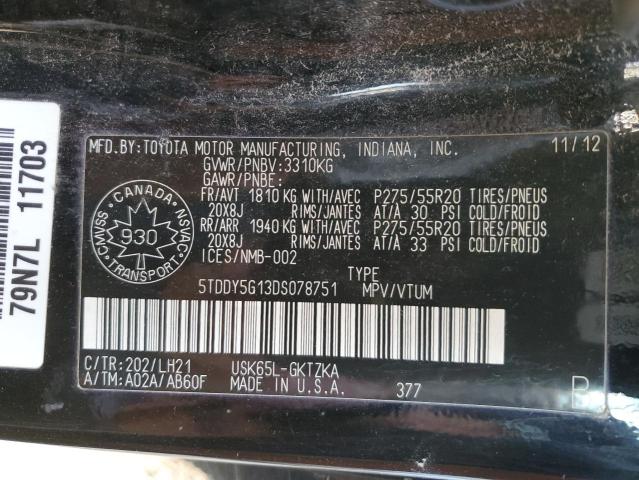 79N7L 11703
MFD.BY:TOYOTA MOTOR MANUFACTURING, INDIANA, INC. 11/12
GVWR/PNBV:3310KG
GAWR/PNBE:
FR/AVT 1810 KG WITH/AVEC P275/55R20 TIRES/PNEUS
20X8J RIMS/JANTES AT/A 30 PSI COLD/FROID
RR/ARR 1940 KG WITH/AVEC P275/55R20 TIRES/PNEUS
20X8J RIMS/JANTES AT/A 33 PSI COLD/FROID
ICES/NMB-002
CANADA
930
TRANSPORT
TYPE
5TDDY5G13DS078751 MPV/VTUM
C/TR:202/LH21 USK65L-GKTZKA
A/TM:A02A/AB60F MADE IN U.S.A. 377 B